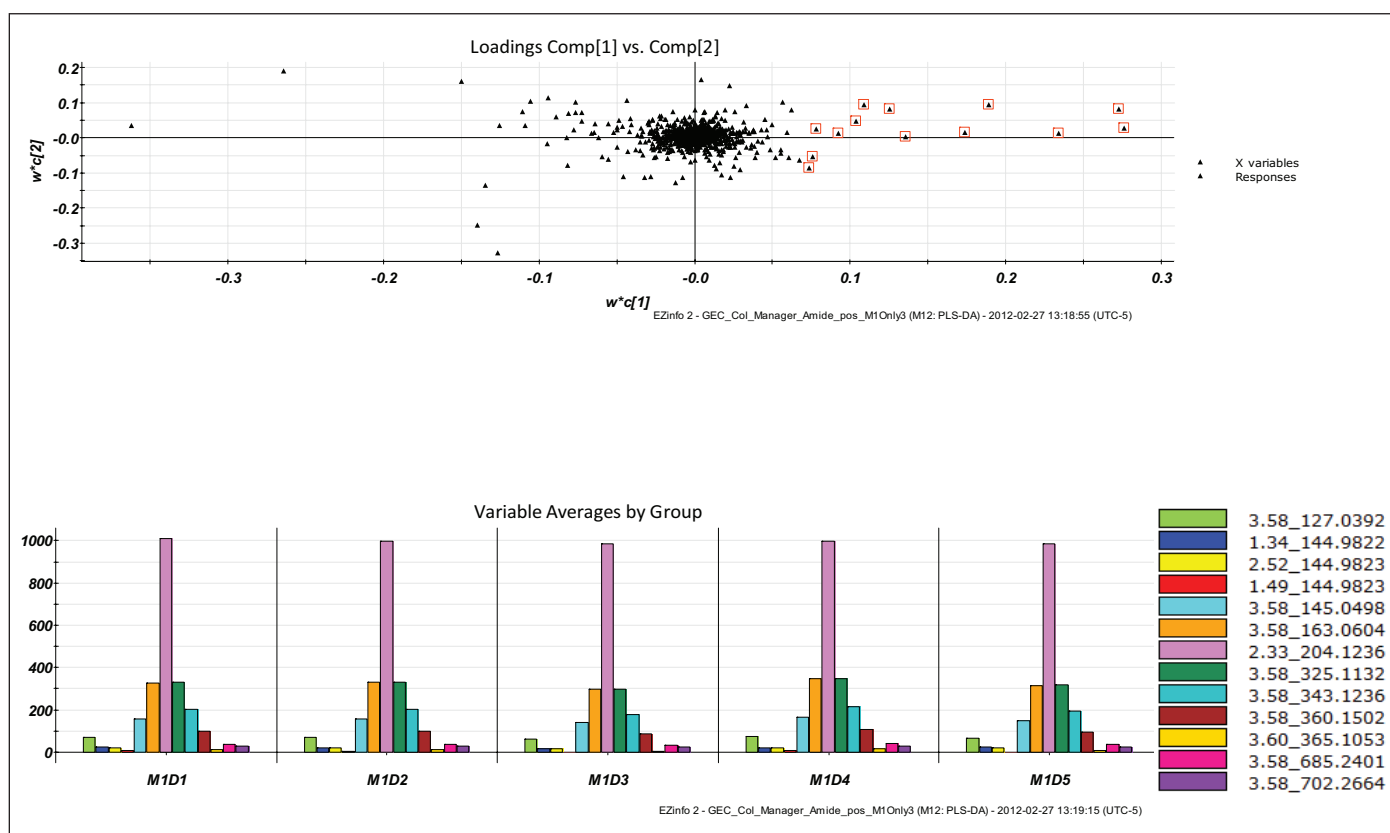 Loadings Comp[1] vs. Comp[2]
0.2
0.1
-0.0
-0.1
-0.2
-0.3
w*c[2]
-0.3 -0.2 -0.1 -0.0 0.1 0.2 0.3
w*c[1]
X variables
Responses
EZinfo 2 - GEC_Col_Manager_Amide_pos_M1Only3 (M12: PLS-DA) - 2012-02-27 13:18:55 (UTC-5)
Variable Averages by Group
1000
800
600
400
200
0
M1D1 M1D2 M1D3 M1D4 M1D5
3.58_127.0392
1.34_144.9822
2.52_144.9823
1.49_144.9823
3.58_145.0498
3.58_163.0604
2.33_204.1236
3.58_325.1132
3.58_343.1236
3.58_360.1502
3.60_365.1053
3.58_685.2401
3.58_702.2664
EZinfo 2 - GEC_Col_Manager_Amide_pos_M1Only3 (M12: PLS-DA) - 2012-02-27 13:19:15 (UTC-5)